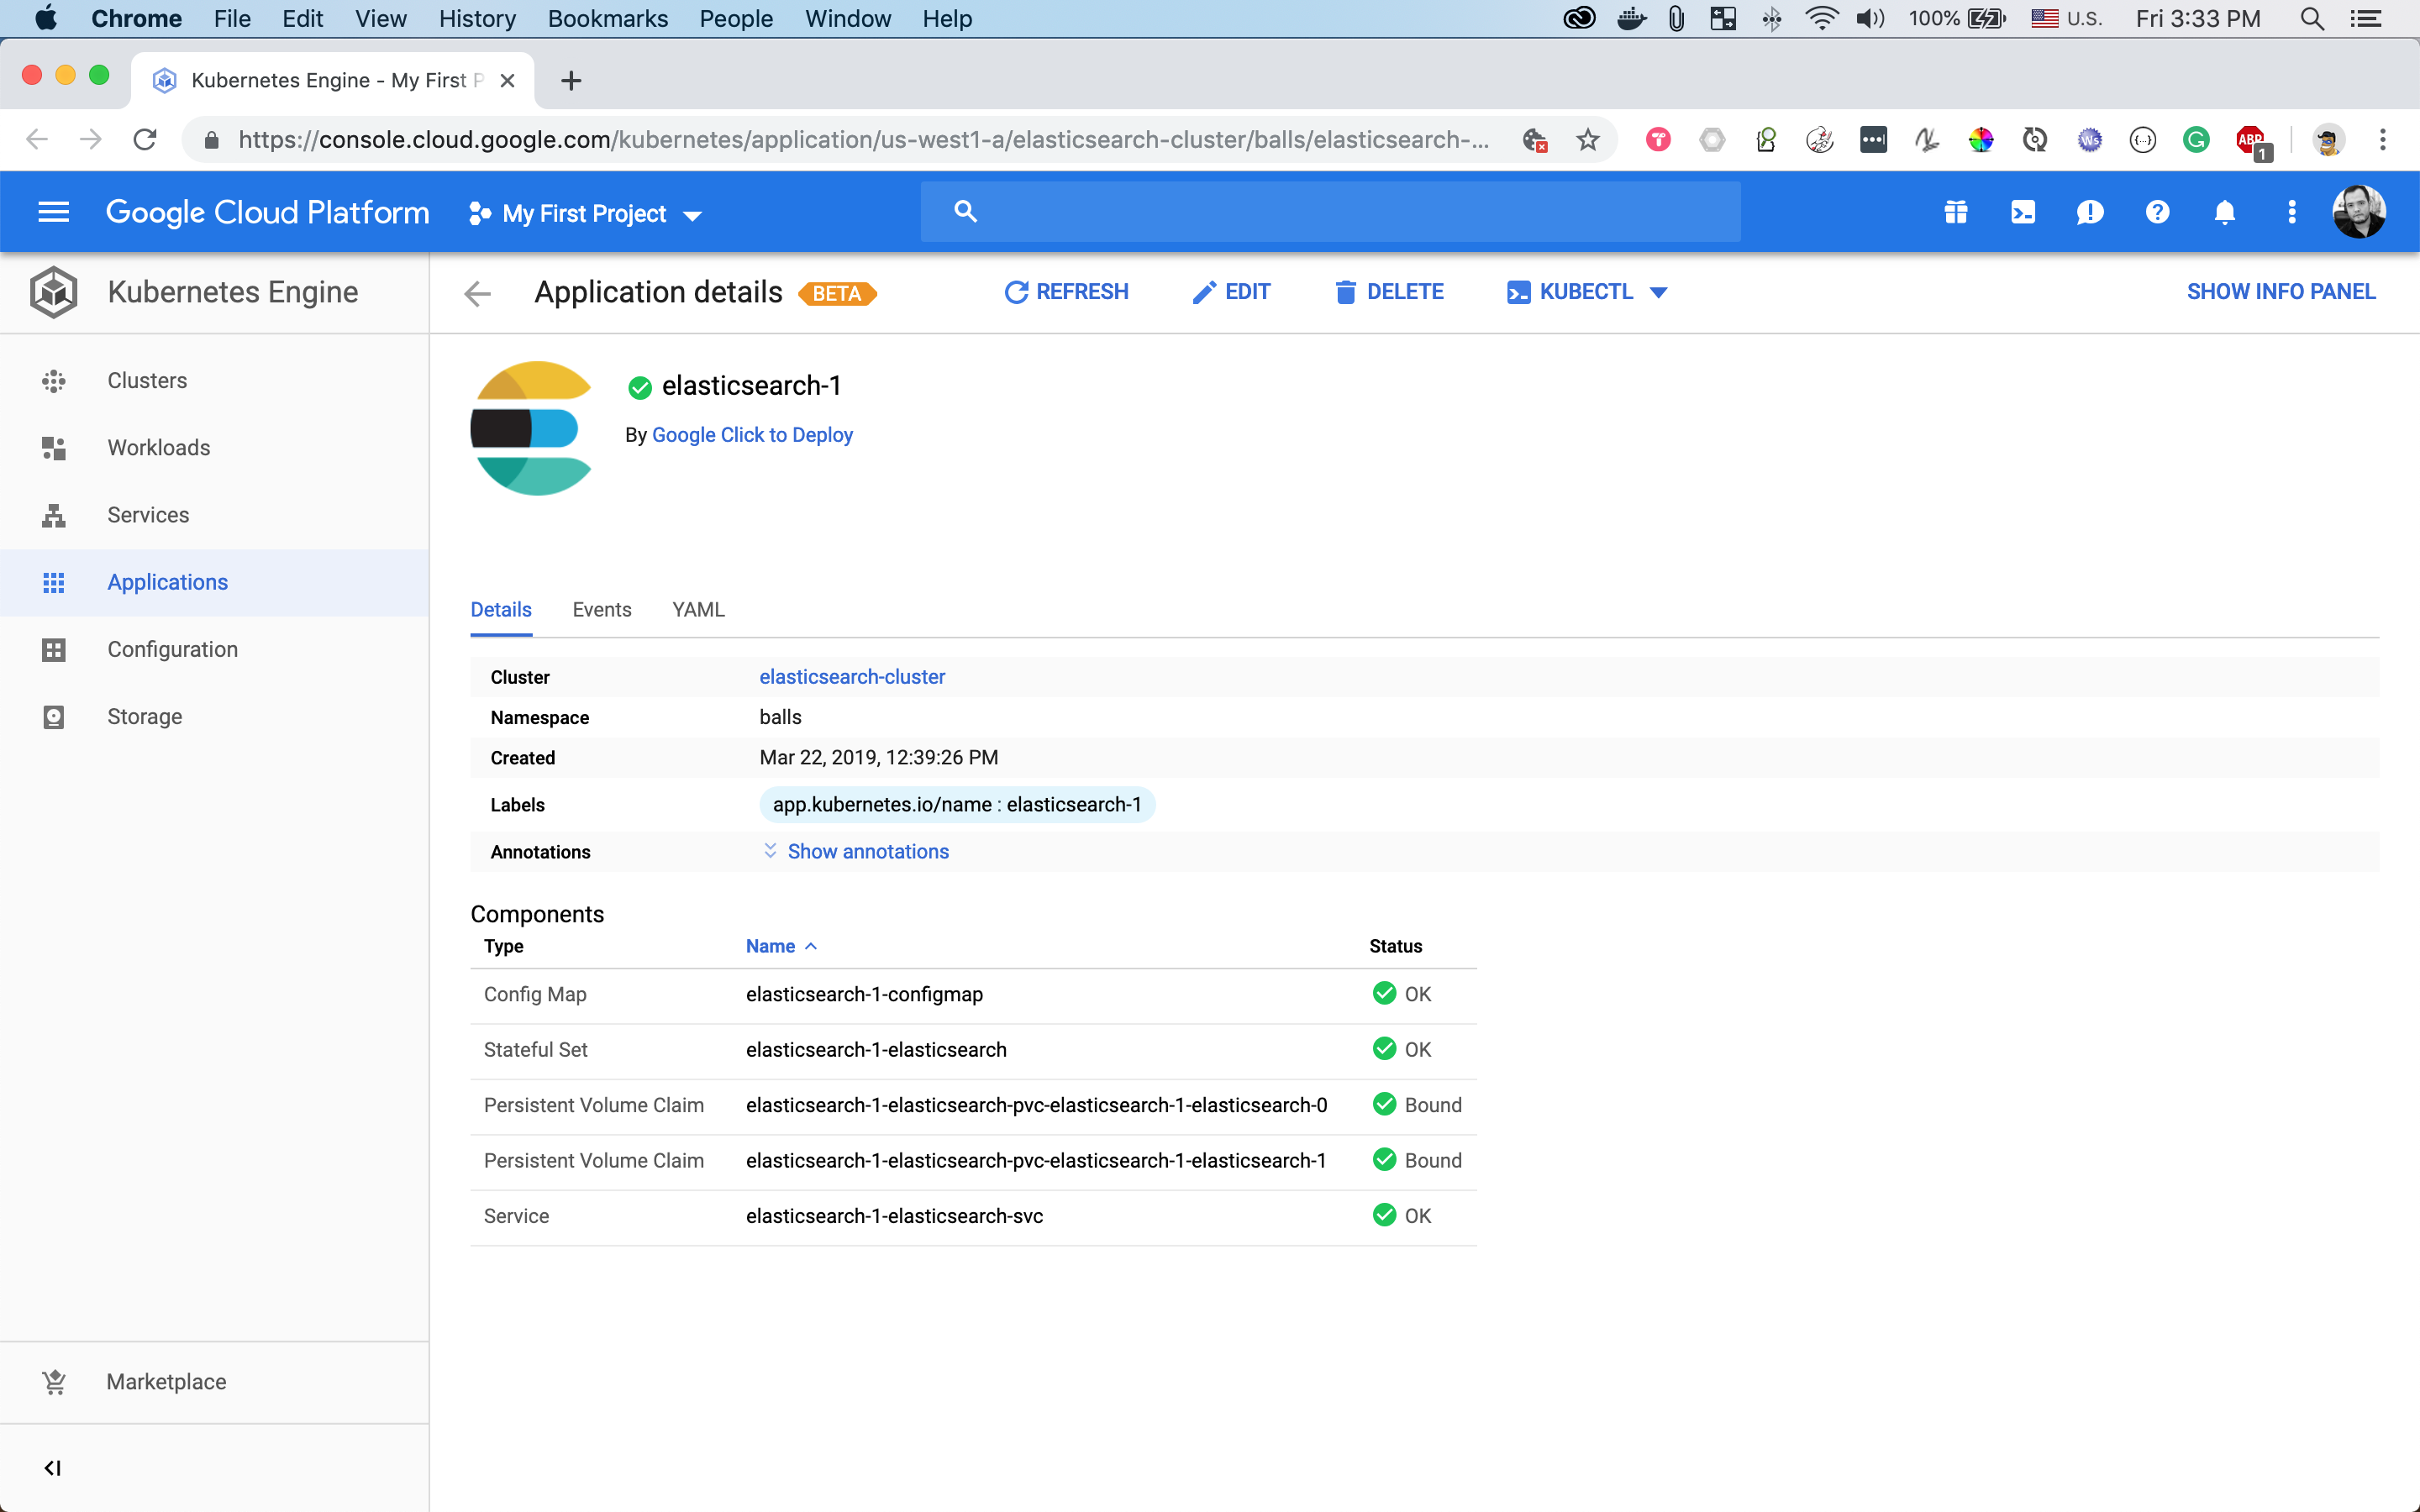 Chrome File Edit View History Bookmarks People Window Help 100% U.S. Fri 3:33 PM
Kubernetes Engine - My First P
https://console.cloud.google.com/kubernetes/application/us-west1-a/elasticsearch-cluster/balls/elasticsearch-... ABP 1
Google Cloud Platform My First Project
Kubernetes Engine
Application details BETA REFRESH EDIT DELETE KUBECTL SHOW INFO PANEL
Clusters
Workloads
Services
Applications
Configuration
Storage
Marketplace
elasticsearch-1
By Google Click to Deploy
Details Events YAML
Cluster elasticsearch-cluster
Namespace balls
Created Mar 22, 2019, 12:39:26 PM
Labels app.kubernetes.io/name : elasticsearch-1
Annotations Show annotations
Components
Type Name Status
Config Map elasticsearch-1-configmap OK
Stateful Set elasticsearch-1-elasticsearch OK
Persistent Volume Claim elasticsearch-1-elasticsearch-pvc-elasticsearch-1-elasticsearch-0 Bound
Persistent Volume Claim elasticsearch-1-elasticsearch-pvc-elasticsearch-1-elasticsearch-1 Bound
Service elasticsearch-1-elasticsearch-svc OK